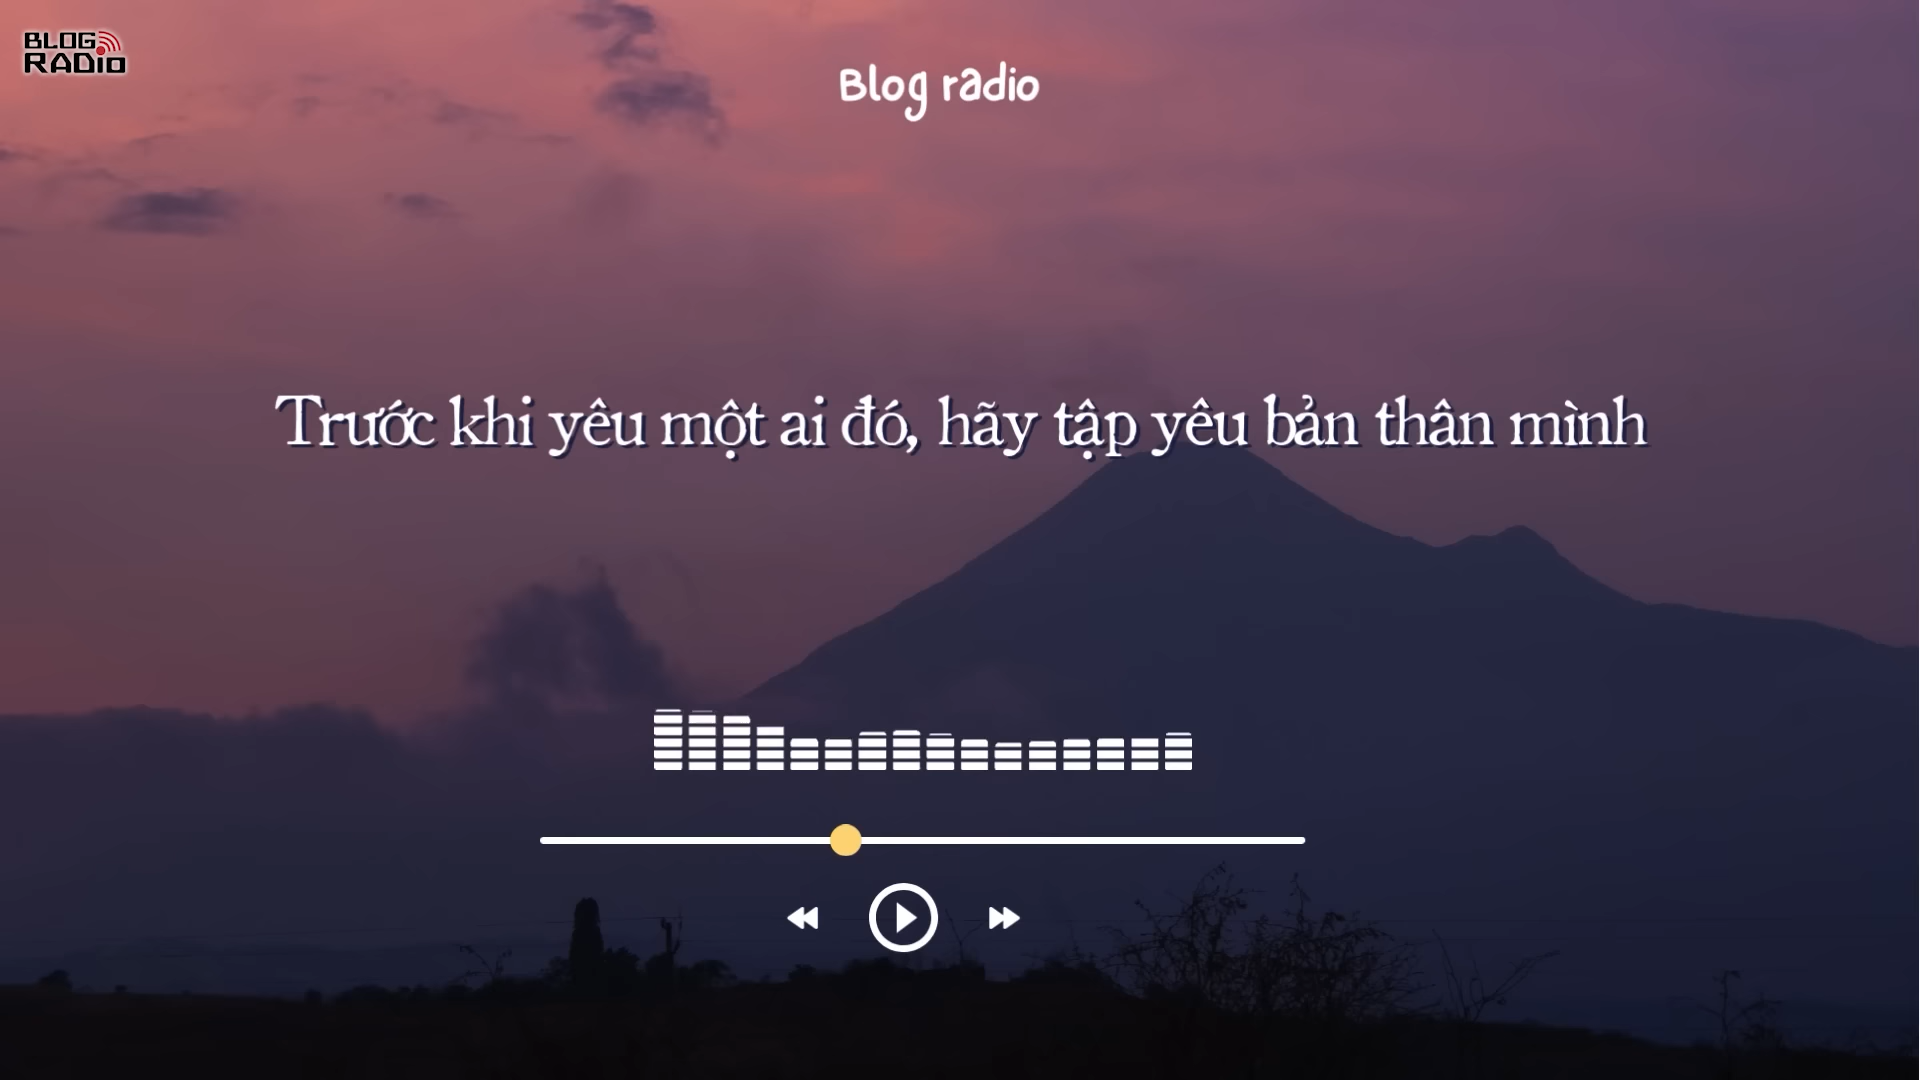 BLOG
RADIO
Blog radio
Trước khi yêu một ai đó, hãy tập yêu bản thân mình